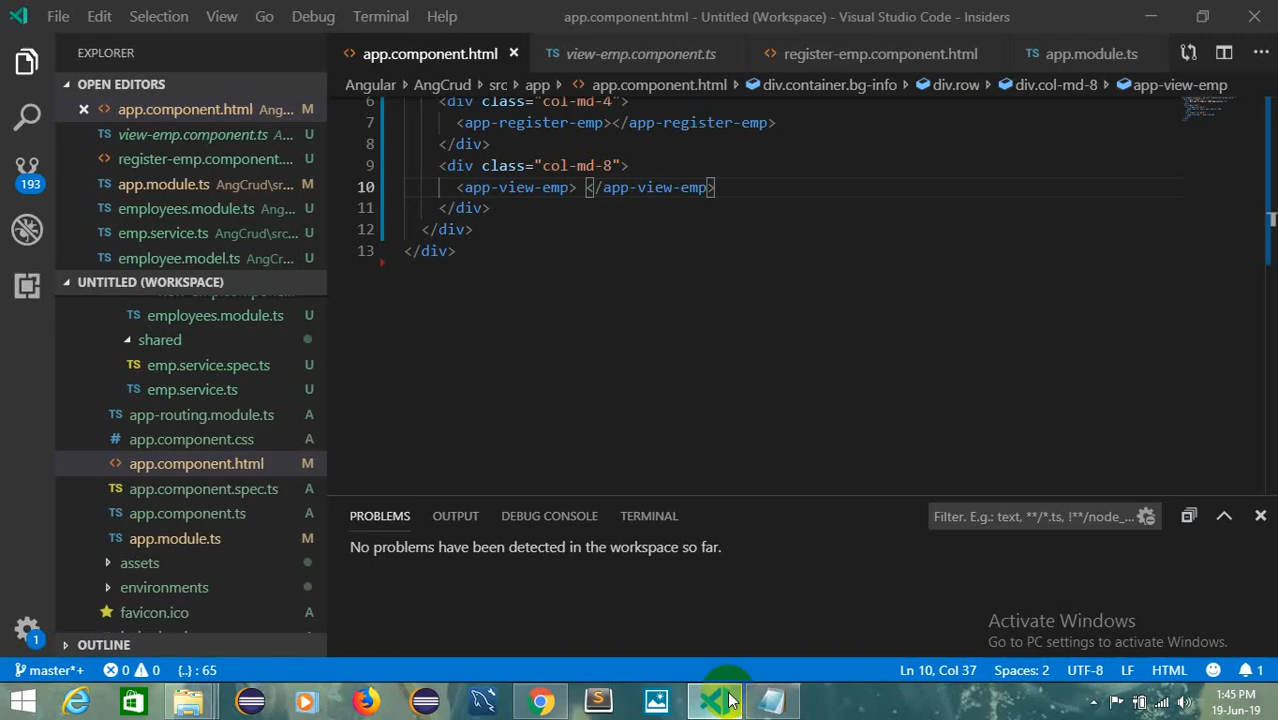 File Edit Selection View Go Debug Terminal Help app.component.html - Untitled (Workspace) - Visual Studio Code - Insiders
EXPLORER
app.component.html
view-emp.component.ts
register-emp.component.html
app.module.ts
OPEN EDITORS
Angular AngCrud src app app.component.html div.container.bg-info div.row div.col-md-8 app-view-emp
app.component.html Ang... M
view-emp.component.ts A... U
register-emp.component.... U
app.module.ts AngCrud\src... M
employees.module.ts AngCr... U
emp.service.ts AngCrud\src... U
employee.model.ts AngCr... U
6 <div class="col-md-4">
7 <app-register-emp></app-register-emp>
8 </div>
9 <div class="col-md-8">
10 <app-view-emp> </app-view-emp>
11 </div>
12 </div>
13 </div>
193
UNTITLED (WORKSPACE)
employees.module.ts U
shared
emp.service.spec.ts U
emp.service.ts U
app-routing.module.ts A
app.component.css A
app.component.html M
app.component.spec.ts A
app.component.ts A
app.module.ts M
assets
environments
favicon.ico A
OUTLINE
1
PROBLEMS OUTPUT DEBUG CONSOLE TERMINAL Filter. E.g.: text, **/*.ts, !**/node_...
No problems have been detected in the workspace so far.
Activate Windows
Go to PC settings to activate Windows.
master*+ 0 0 {..} : 65 Ln 10, Col 37 Spaces: 2 UTF-8 LF HTML 1
1:45 PM
19-Jun-19